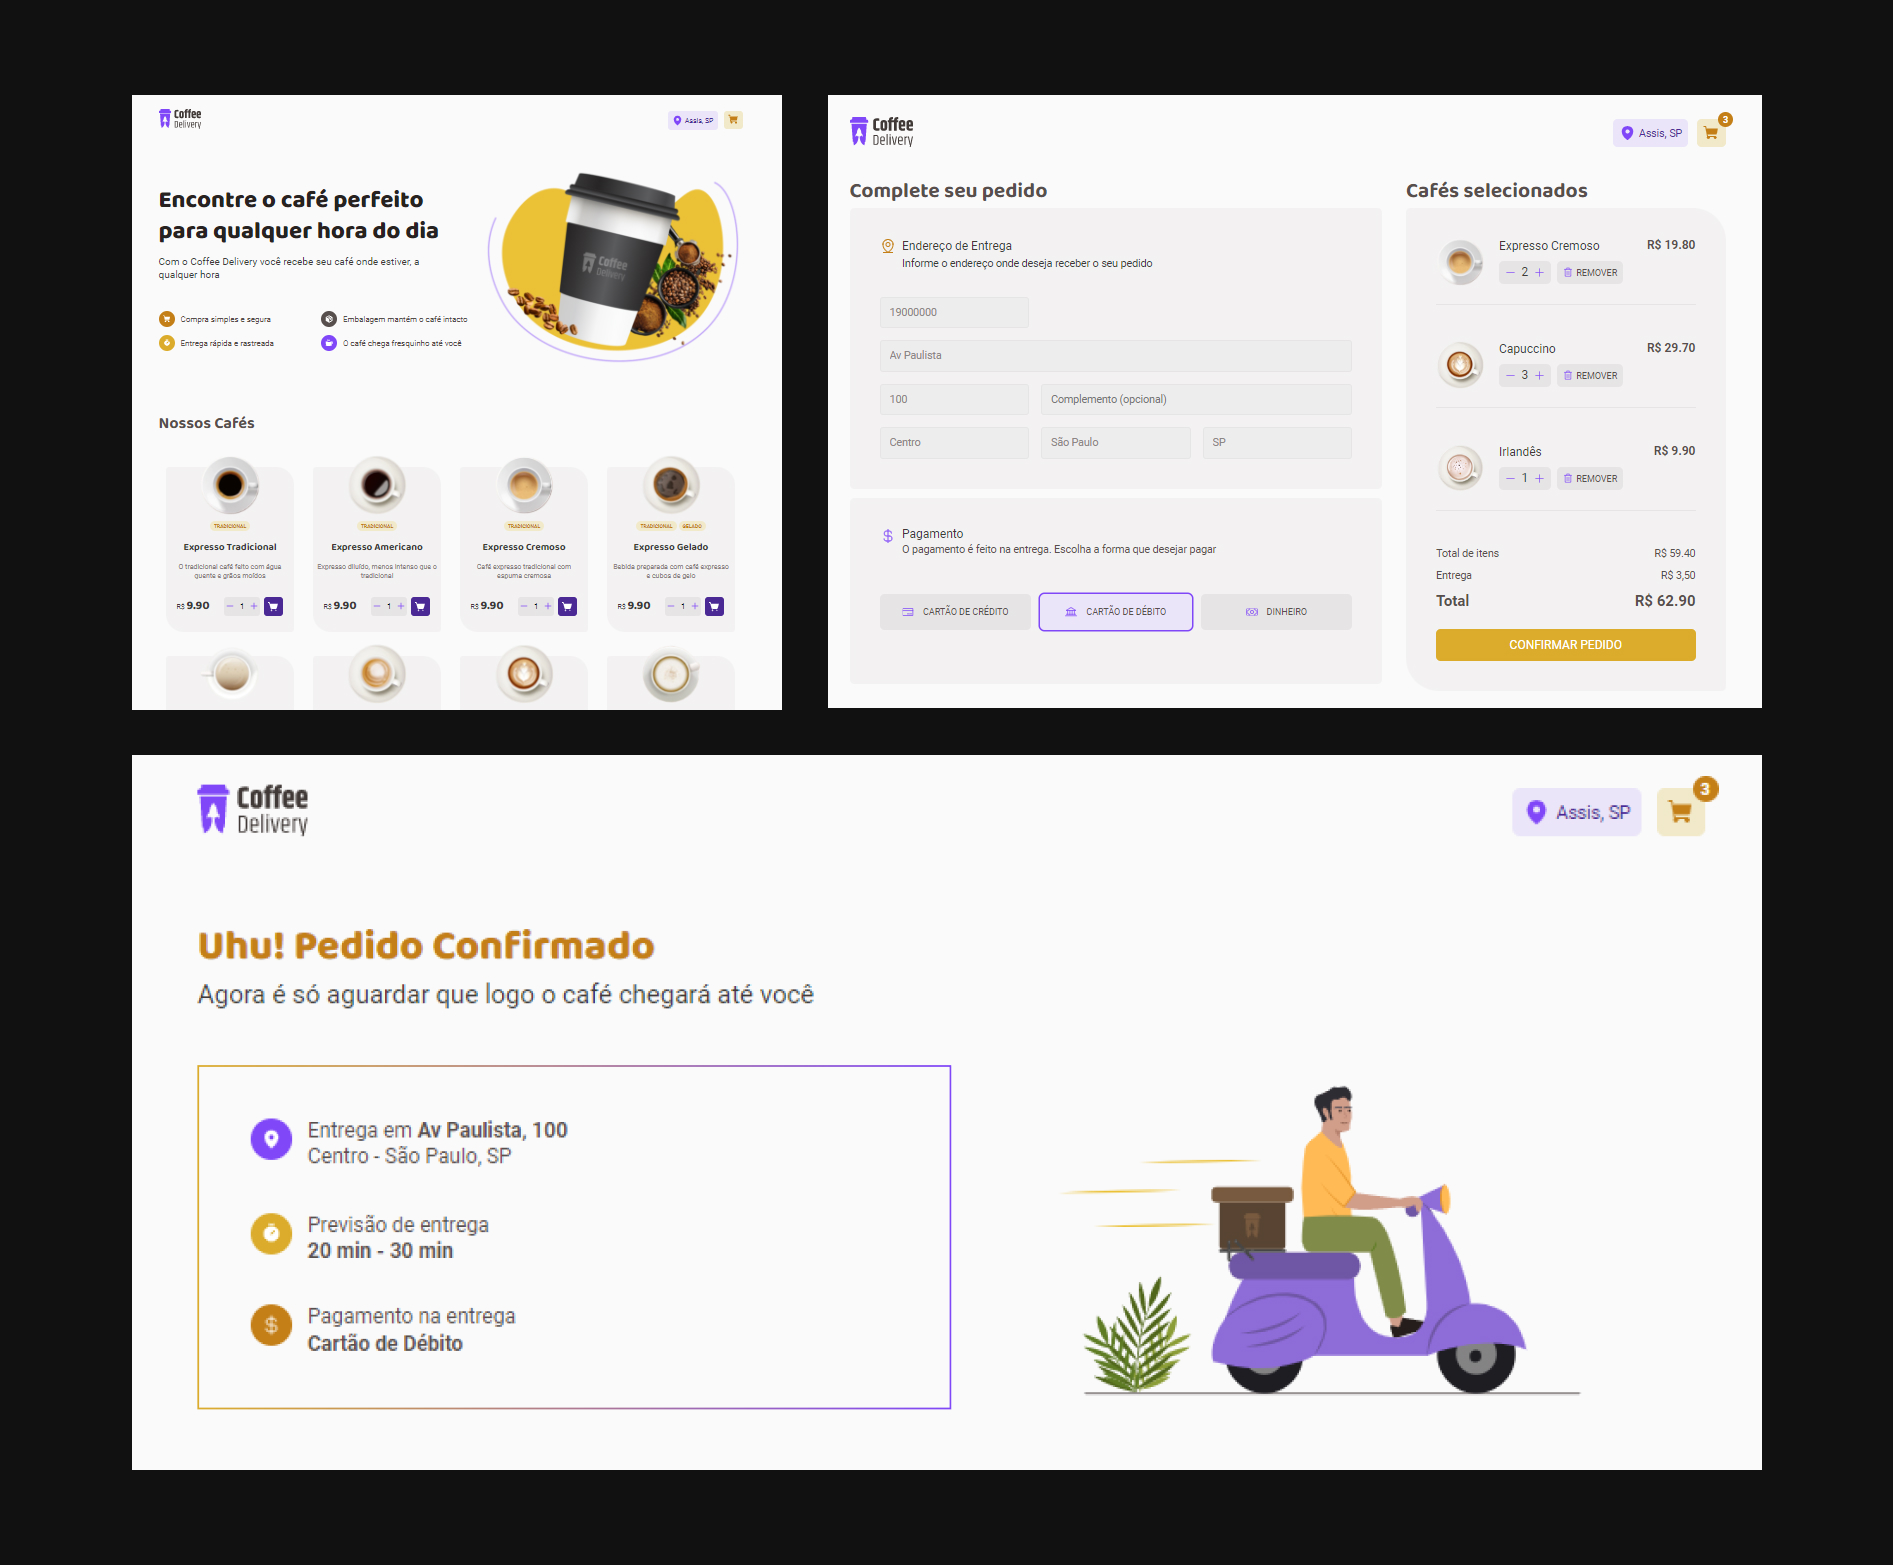 Coffee
Delivery
Assis, SP
Encontre o café perfeito
para qualquer hora do dia
Com o Coffee Delivery você recebe seu café onde estiver, a
qualquer hora
Compra simples e segura
Embalagem mantém o café intacto
Entrega rápida e rastreada
O café chega fresquinho até você
Coffee
Delivery
Nossos Cafés
TRADICIONAL
Expresso Tradicional
O tradicional café feito com água
quente e grãos moídos
R$ 9.90
1
TRADICIONAL
Expresso Americano
Expresso diluído, menos intenso que o
tradicional
R$ 9.90
1
TRADICIONAL
Expresso Cremoso
Café expresso tradicional com
espuma cremosa
R$ 9.90
1
TRADICIONAL GELADO
Expresso Gelado
Bebida preparada com café expresso
e cubos de gelo
R$ 9.90
1
Coffee
Delivery
Assis, SP
3
Complete seu pedido
Endereço de Entrega
Informe o endereço onde deseja receber o seu pedido
19000000
Av Paulista
100
Complemento (opcional)
Centro
São Paulo
SP
$ Pagamento
O pagamento é feito na entrega. Escolha a forma que desejar pagar
CARTÃO DE CRÉDITO
CARTÃO DE DÉBITO
DINHEIRO
Cafés selecionados
Expresso Cremoso R$ 19.80
2 REMOVER
Capuccino R$ 29.70
3 REMOVER
Irlandês R$ 9.90
1 REMOVER
Total de itens R$ 59.40
Entrega R$ 3,50
Total R$ 62.90
CONFIRMAR PEDIDO
Coffee
Delivery
Assis, SP
3
Uhu! Pedido Confirmado
Agora é só aguardar que logo o café chegará até você
Entrega em Av Paulista, 100
Centro - São Paulo, SP
Previsão de entrega
20 min - 30 min
$ Pagamento na entrega
Cartão de Débito